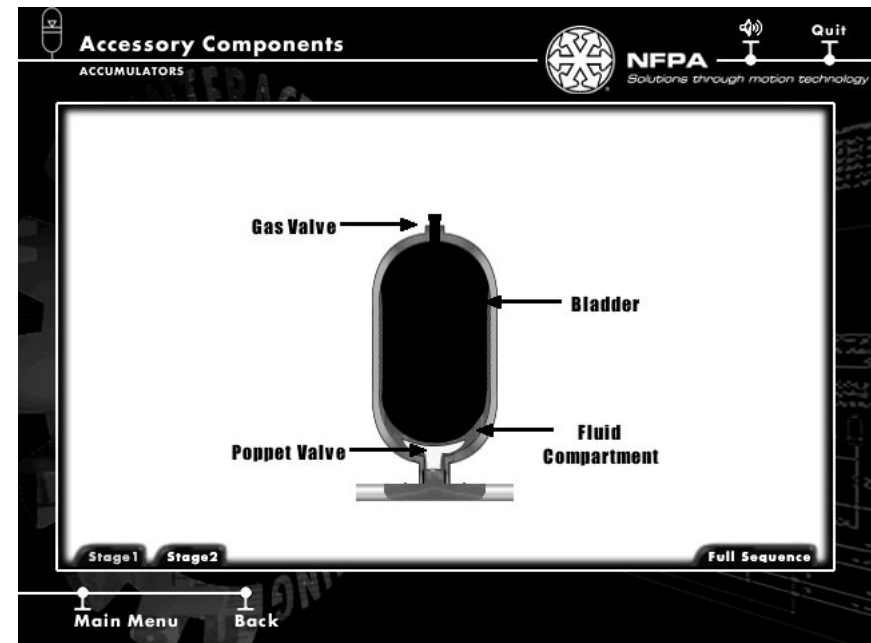 Accessory Components
ACCUMULATORS
NFPA
Solutions through motion technology
Quit
Gas Valve
Bladder
Fluid
Compartment
Poppet Valve
Stage1
Stage2
Full Sequence
Main Menu
Back